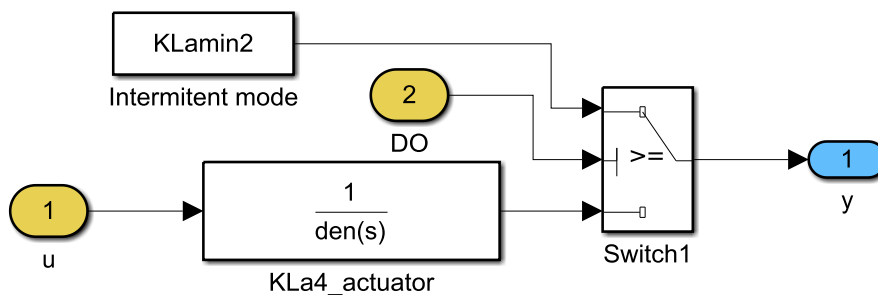 KLamin2
Intermitent mode
2
DO
>=
1
y
1
u
1
den(s)
KLa4_actuator
Switch1